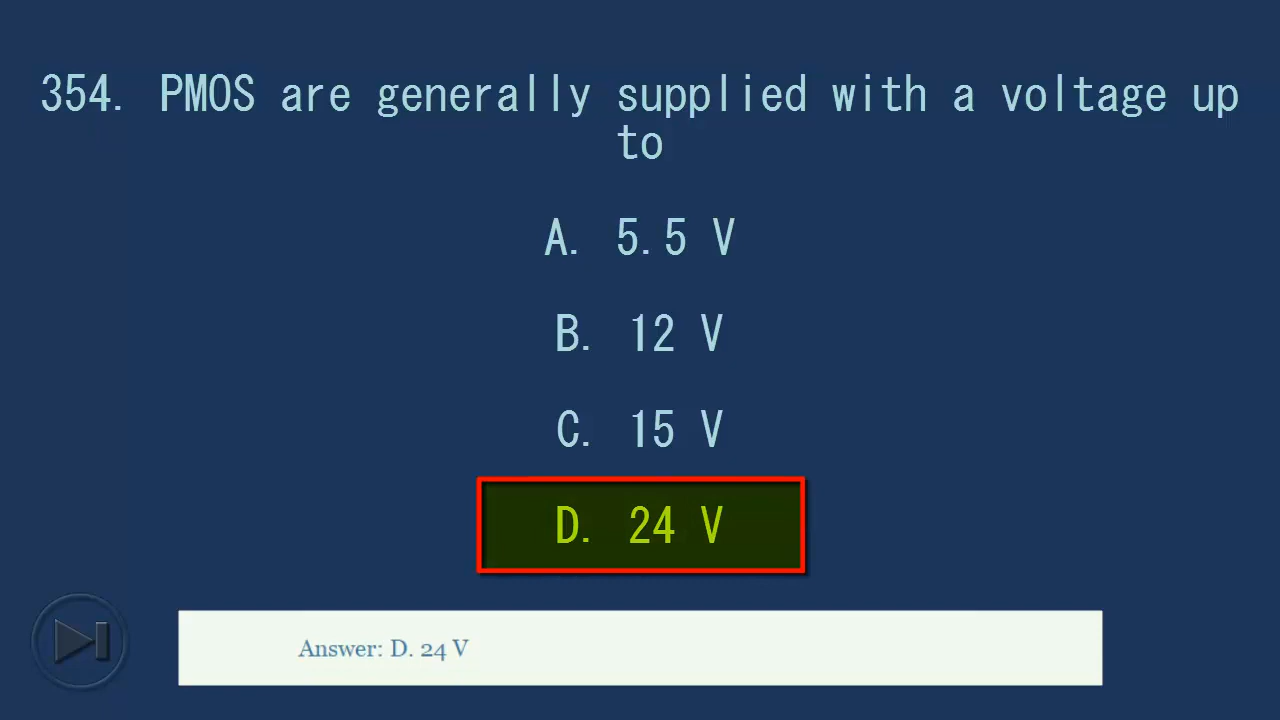 354. PMOS are generally supplied with a voltage up
to
A. 5.5 V
B. 12 V
C. 15 V
D. 24 V
Answer: D. 24 V